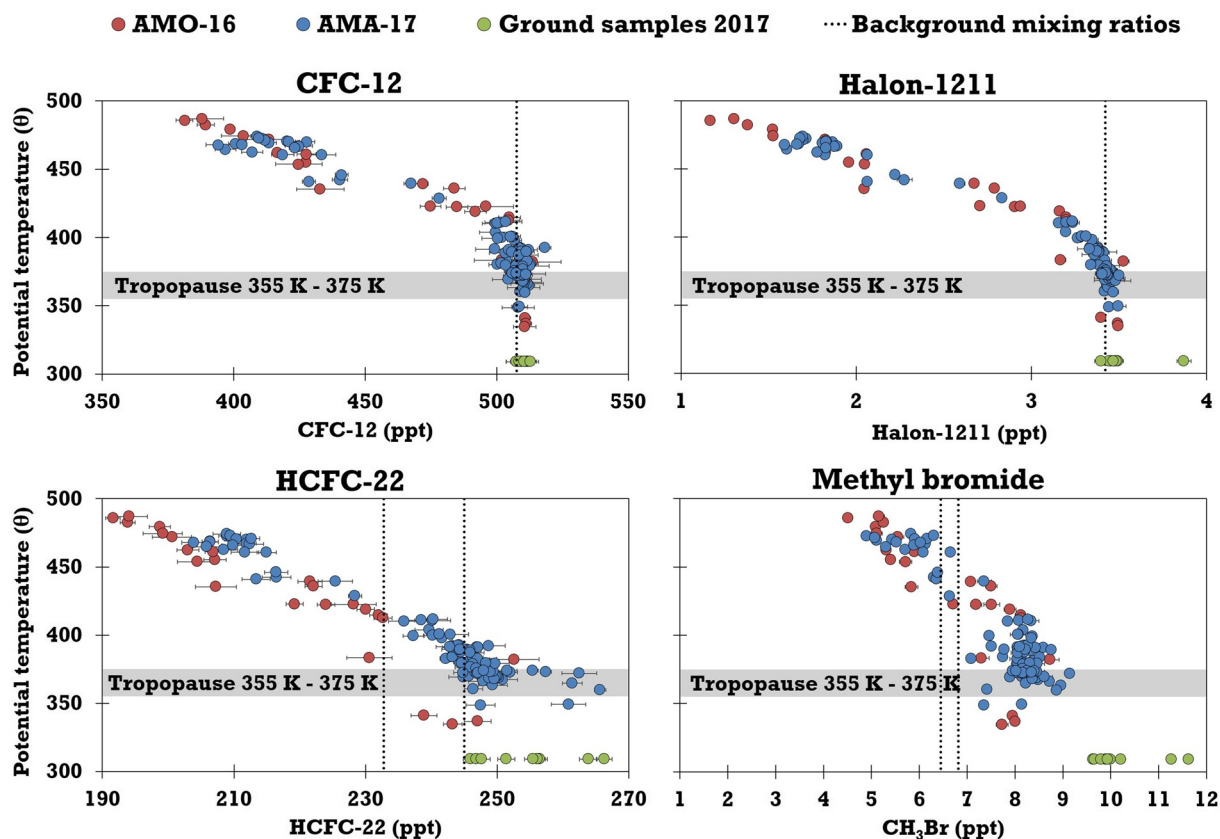 AMO-16 AMA-17 Ground samples 2017 Background mixing ratios
CFC-12
Halon-1211
Potential temperature (θ)
500
450
400
350
300
Tropopause 355 K - 375 K
Tropopause 355 K - 375 K
350 400 450 500 550
1 2 3 4
CFC-12 (ppt)
Halon-1211 (ppt)
HCFC-22
Methyl bromide
Potential temperature (θ)
500
450
400
350
300
Tropopause 355 K - 375 K
Tropopause 355 K - 375 K
190 210 230 250 270
1 2 3 4 5 6 7 8 9 10 11 12
HCFC-22 (ppt)
CH₃Br (ppt)